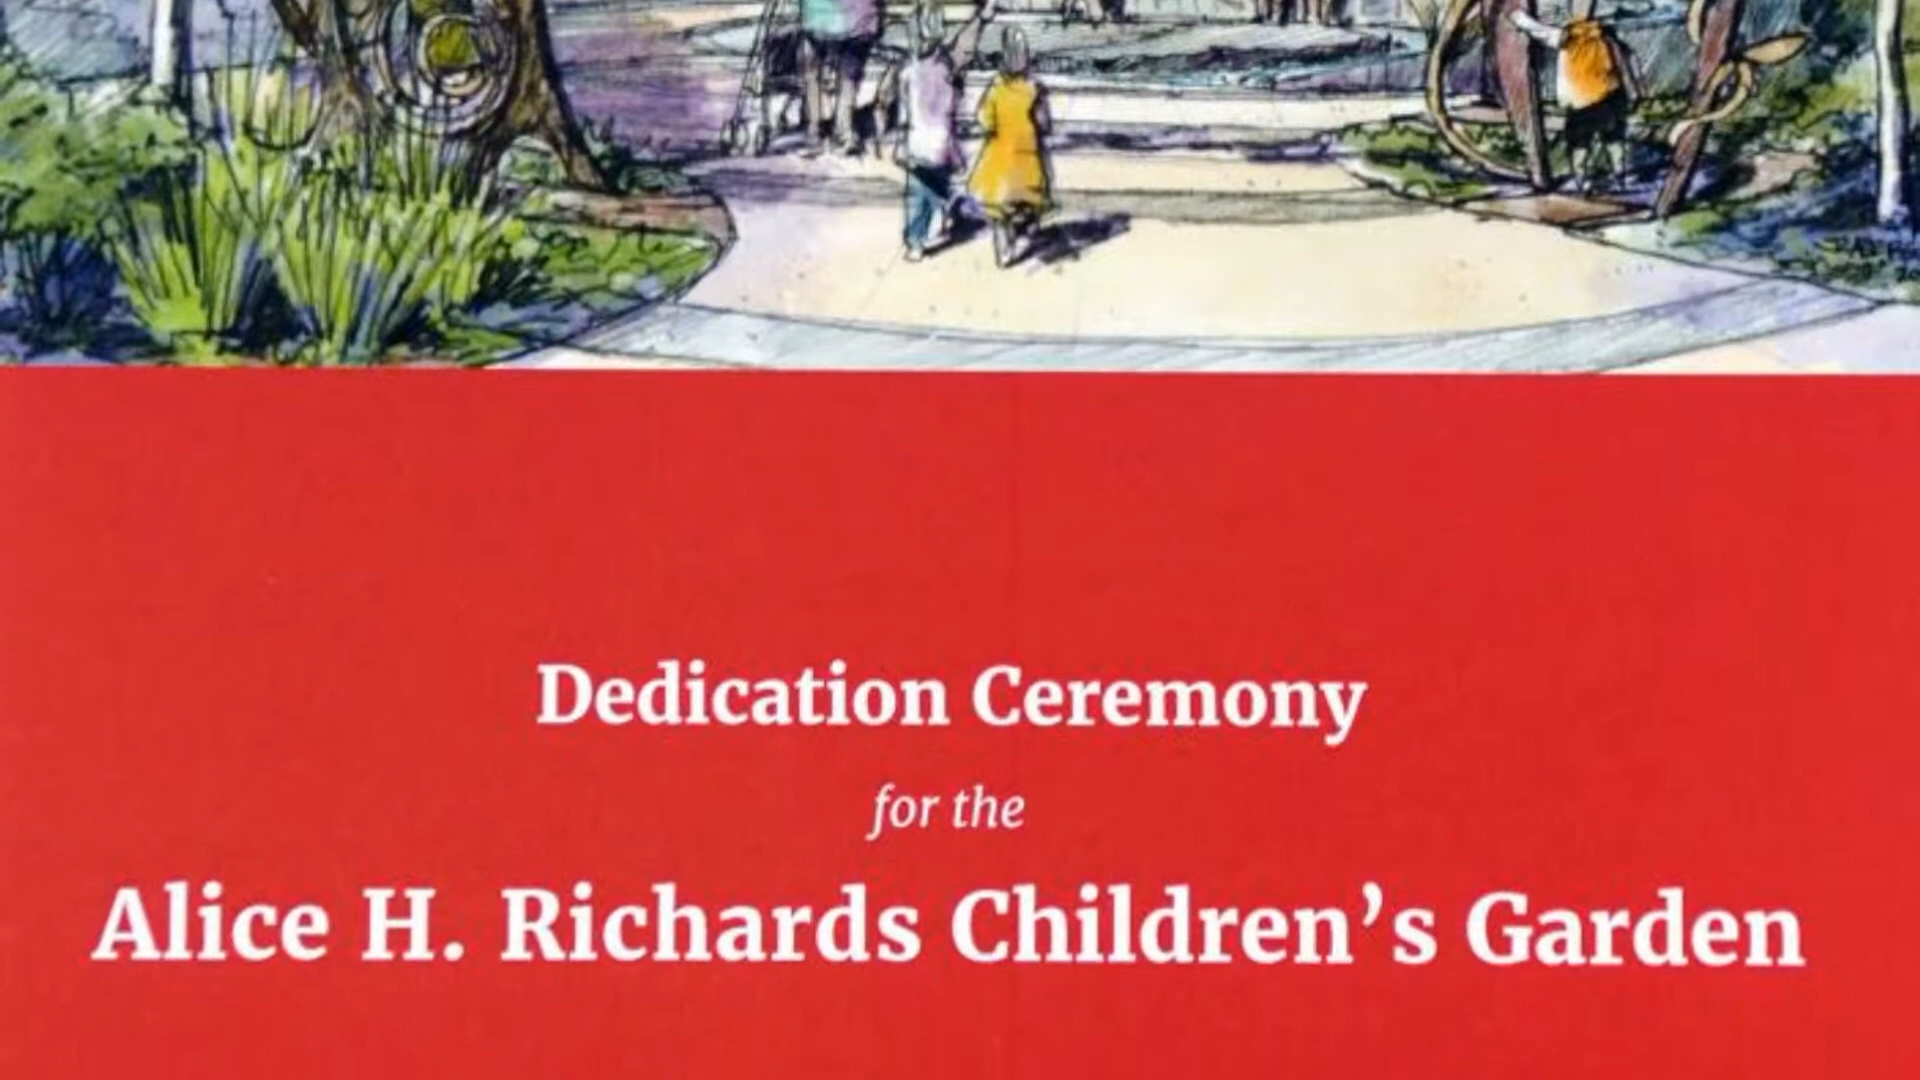 Dedication Ceremony
for the
Alice H. Richards Children’s Garden